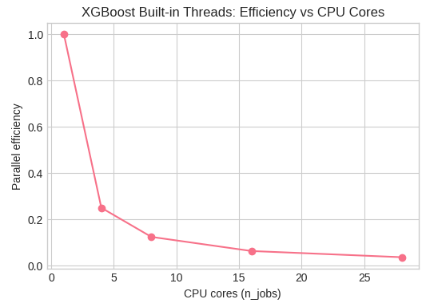 XGBoost Built-in Threads: Efficiency vs CPU Cores
1.0
0.8
0.6
0.4
0.2
0.0
Parallel efficiency
0 5 10 15 20 25
CPU cores (n_jobs)